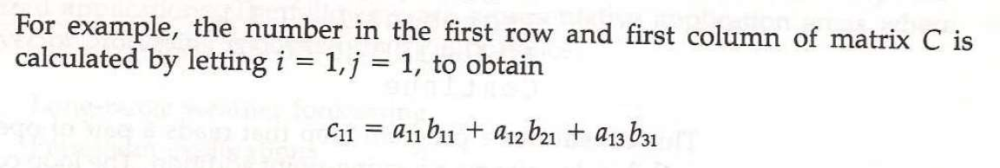 For example, the number in the first row and first column of matrix C is
calculated by letting i = 1, j = 1, to obtain
c₁₁ = a₁₁ b₁₁ + a₁₂ b₂₁ + a₁₃ b₃₁